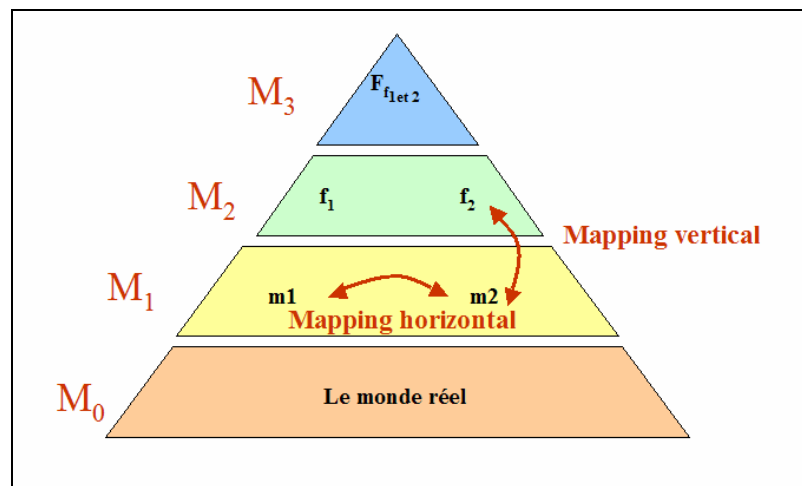 M3
Ff1et 2
M2
f1
f2
Mapping vertical
M1
m1
m2
Mapping horizontal
M0
Le monde réel